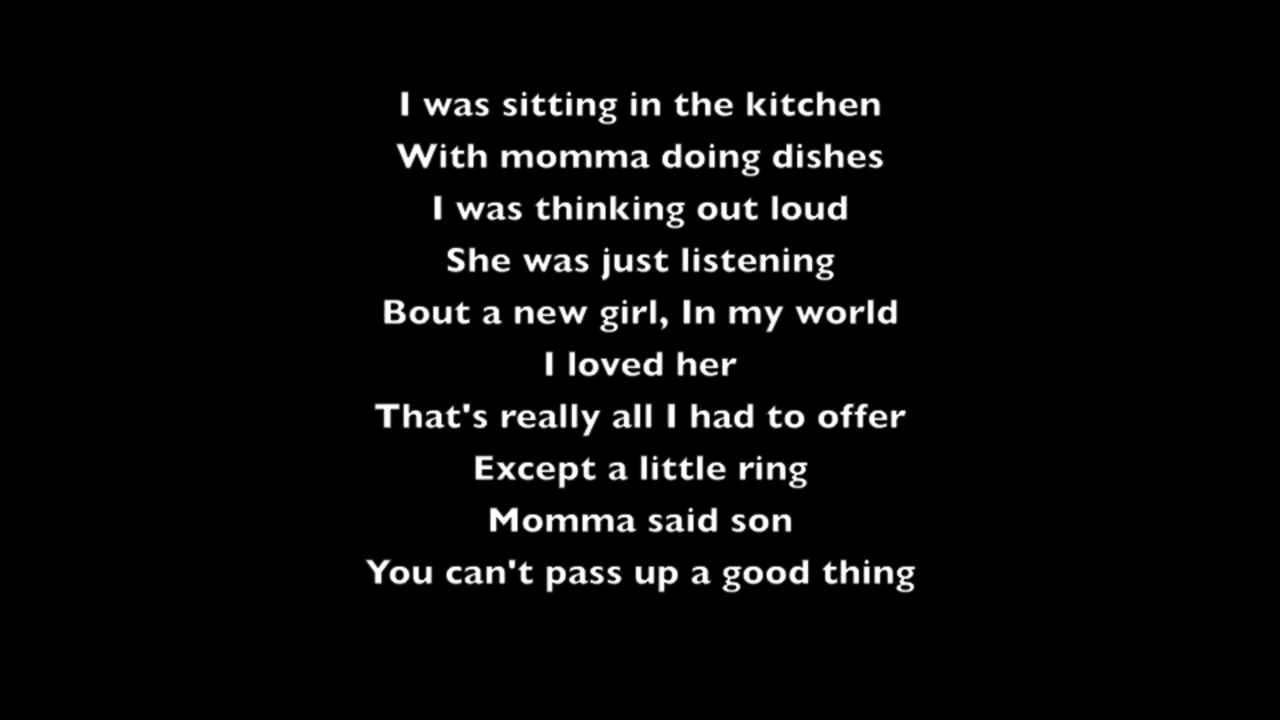 I was sitting in the kitchen
With momma doing dishes
I was thinking out loud
She was just listening
Bout a new girl, In my world
I loved her
That's really all I had to offer
Except a little ring
Momma said son
You can't pass up a good thing